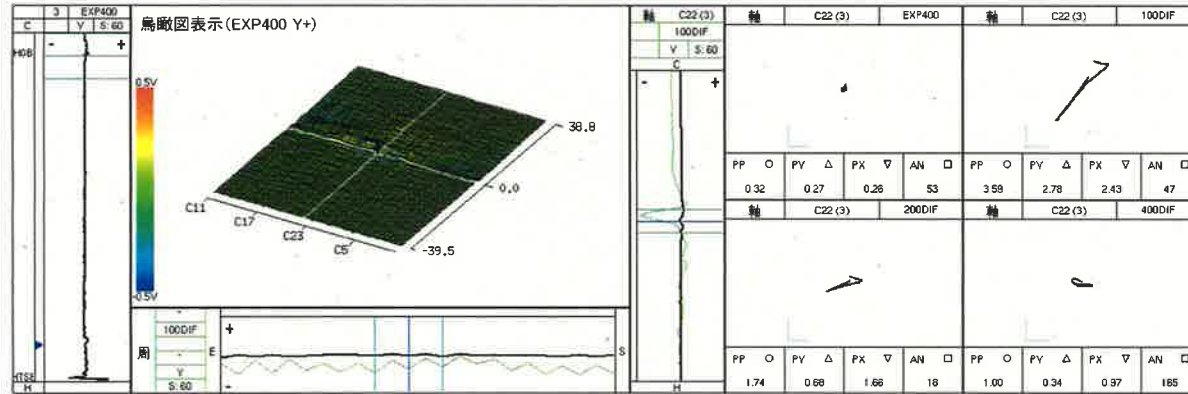 3 EXP400
C V S:60
HGB
- +
HTSE
H
鳥瞰図表示(EXP400 Y+)
0.5V
-0.5V
38.8
0.0
-39.5
C11 C17 C23 C5
周
-
100DIF
-
Y
S:60
E + - S
軸 C22(3)
100DIF
V S:60
C
- +
H
軸 C22(3) EXP400
PP ○ PY △ PX ▽ AN □
0.32 0.27 0.26 53
軸 C22(3) 100DIF
PP ○ PY △ PX ▽ AN □
3.59 2.78 2.43 47
軸 C22(3) 200DIF
PP ○ PY △ PX ▽ AN □
1.74 0.68 1.66 18
軸 C22(3) 400DIF
PP ○ PY △ PX ▽ AN □
1.00 0.34 0.97 165